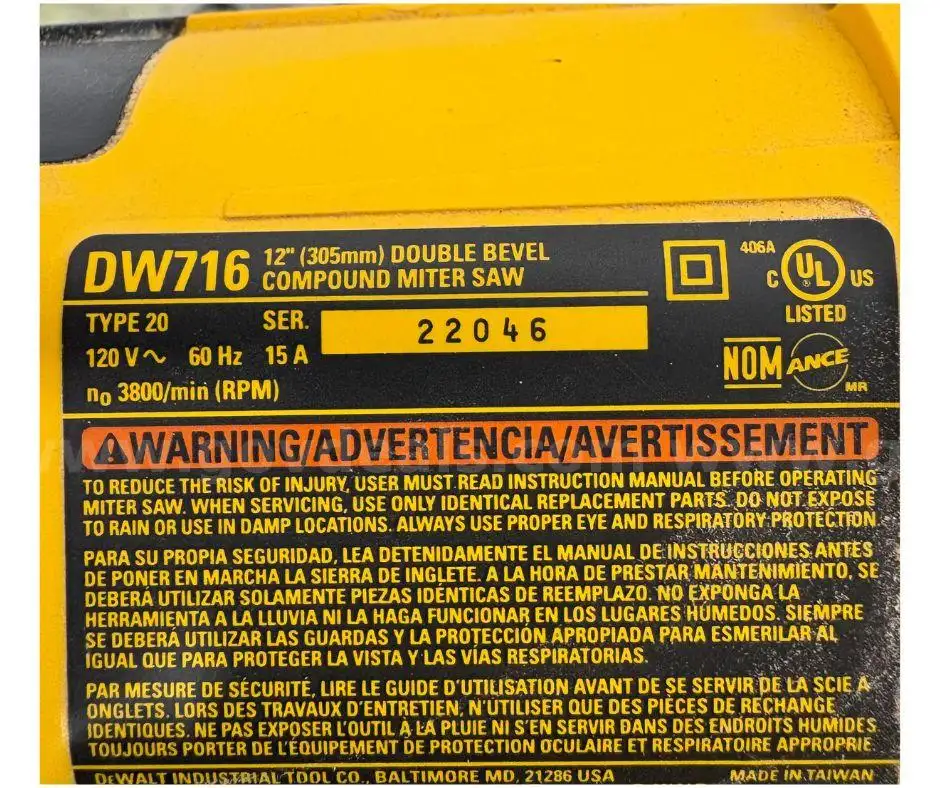 DW716 12" (305mm) DOUBLE BEVEL
COMPOUND MITER SAW
406A
C UL ® US
LISTED
TYPE 20 SER. 22046
120 V ~ 60 Hz 15 A
NOM ANCE MR
n₀ 3800/min (RPM)
⚠WARNING/ADVERTENCIA/AVERTISSEMENT
TO REDUCE THE RISK OF INJURY, USER MUST READ INSTRUCTION MANUAL BEFORE OPERATING
MITER SAW. WHEN SERVICING, USE ONLY IDENTICAL REPLACEMENT PARTS. DO NOT EXPOSE
TO RAIN OR USE IN DAMP LOCATIONS. ALWAYS USE PROPER EYE AND RESPIRATORY PROTECTION.
PARA SU PROPIA SEGURIDAD, LEA DETENIDAMENTE EL MANUAL DE INSTRUCCIONES ANTES
DE PONER EN MARCHA LA SIERRA DE INGLETE. A LA HORA DE PRESTAR MANTENIMIENTO, SE
DEBERÁ UTILIZAR SOLAMENTE PIEZAS IDÉNTICAS DE REEMPLAZO. NO EXPONGA LA
HERRAMIENTA A LA LLUVIA NI LA HAGA FUNCIONAR EN LOS LUGARES HÚMEDOS. SIEMPRE
SE DEBERÁ UTILIZAR LAS GUARDAS Y LA PROTECCIÓN APROPIADA PARA ESMERILAR AL
IGUAL QUE PARA PROTEGER LA VISTA Y LAS VÍAS RESPIRATORIAS.
PAR MESURE DE SÉCURITÉ, LIRE LE GUIDE D'UTILISATION AVANT DE SE SERVIR DE LA SCIE A
ONGLETS. LORS DES TRAVAUX D'ENTRETIEN, N'UTILISER QUE DES PIÈCES DE RECHANGE
IDENTIQUES. NE PAS EXPOSER L'OUTIL À LA PLUIE NI S'EN SERVIR DANS DES ENDROITS HUMIDES.
TOUJOURS PORTER DE L'ÉQUIPEMENT DE PROTECTION OCULAIRE ET RESPIRATOIRE APPROPRIÉ.
DEWALT INDUSTRIAL TOOL CO., BALTIMORE MD, 21286 USA MADE IN TAIWAN